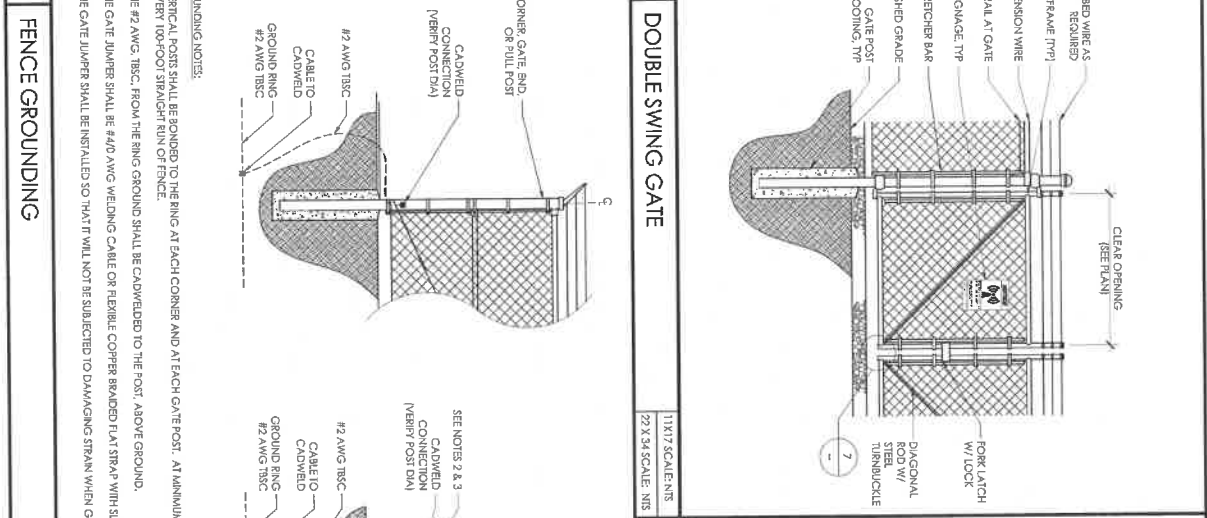 BED WIRE AS
REQUIRED
FRAME (TYP)
ENSION WIRE
RAIL AT GATE
GNAGE, TYP
RETCHER BAR
SHED GRADE
GATE POST
OOTING, TYP
CLEAR OPENING
(SEE PLAN)
FORK LATCH
W/ LOCK
DIAGONAL
ROD W/
STEEL
TURNBUCKLE
7
--
DOUBLE SWING GATE
11X17 SCALE: NTS
22 X 34 SCALE: NTS
ORNER, GATE, END,
OR PULL POST
CADWELD
CONNECTION
(VERIFY POST DIA)
#2 AWG TBSC
CABLE TO
CADWELD
GROUND RING
#2 AWG TBSC
SEE NOTES 2 & 3
CADWELD
CONNECTION
(VERIFY POST DIA)
#2 AWG TBSC
CABLE TO
CADWELD
GROUND RING
#2 AWG TBSC
UNDING NOTES:
ERTICAL POSTS SHALL BE BONDED TO THE RING AT EACH CORNER AND AT EACH GATE POST. AT MINIMUM
VERY 100-FOOT STRAIGHT RUN OF FENCE.
E #2 AWG, TBSC, FROM THE RING GROUND SHALL BE CADWELDED TO THE POST, ABOVE GROUND.
E GATE JUMPER SHALL BE #4/0 AWG WELDING CABLE OR FLEXIBLE COPPER BRAIDED FLAT STRAP WITH SL
E GATE JUMPER SHALL BE INSTALLED SO THAT IT WILL NOT BE SUBJECTED TO DAMAGING STRAIN WHEN G
FENCE GROUNDING